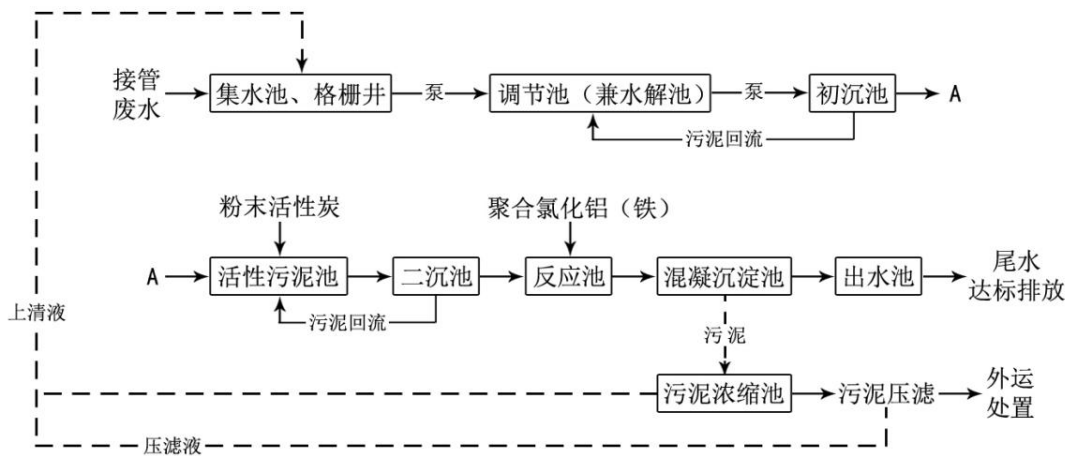 接管
废水
集水池、格栅井
泵
调节池（兼水解池）
泵
初沉池
A
污泥回流
粉末活性炭
聚合氯化铝（铁）
A
活性污泥池
二沉池
反应池
混凝沉淀池
出水池
尾水
达标排放
上清液
污泥回流
污泥
污泥浓缩池
污泥压滤
外运
处置
压滤液